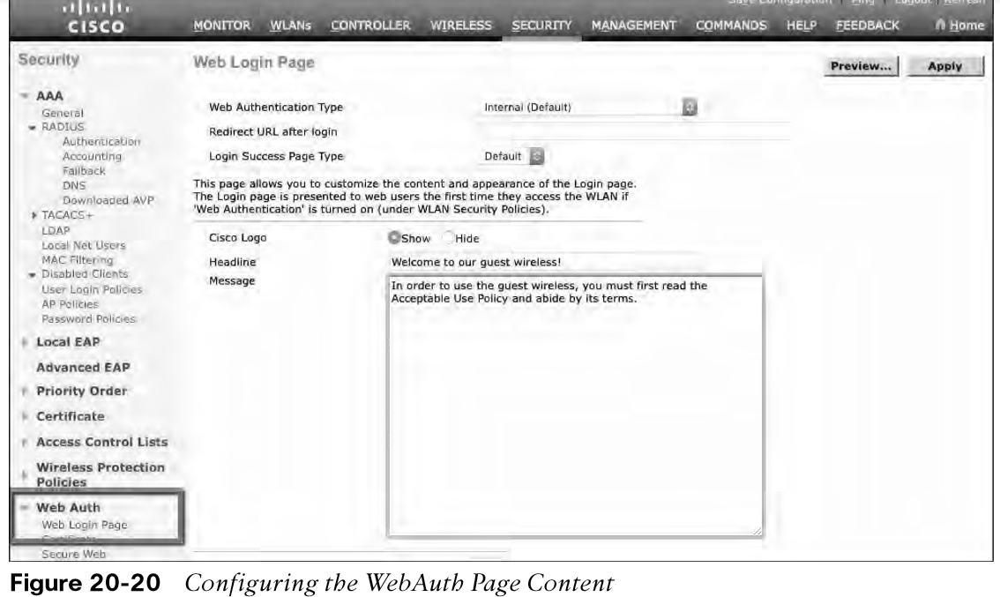 CISCO
Save Configuration | Ping | Logout | Refresh
MONITOR WLANs CONTROLLER WIRELESS SECURITY MANAGEMENT COMMANDS HELP FEEDBACK Home
Security
AAA
General
RADIUS
Authentication
Accounting
Fallback
DNS
Downloaded AVP
TACACS+
LDAP
Local Net Users
MAC Filtering
Disabled Clients
User Login Policies
AP Policies
Password Policies
Local EAP
Advanced EAP
Priority Order
Certificate
Access Control Lists
Wireless Protection
Policies
Web Auth
Web Login Page
Certificate
Secure Web
Web Login Page
Preview... Apply
Web Authentication Type Internal (Default)
Redirect URL after login
Login Success Page Type Default
This page allows you to customize the content and appearance of the Login page.
The Login page is presented to web users the first time they access the WLAN if
'Web Authentication' is turned on (under WLAN Security Policies).
Cisco Logo Show Hide
Headline Welcome to our guest wireless!
Message
In order to use the guest wireless, you must first read the
Acceptable Use Policy and abide by its terms.
Figure 20-20 Configuring the WebAuth Page Content